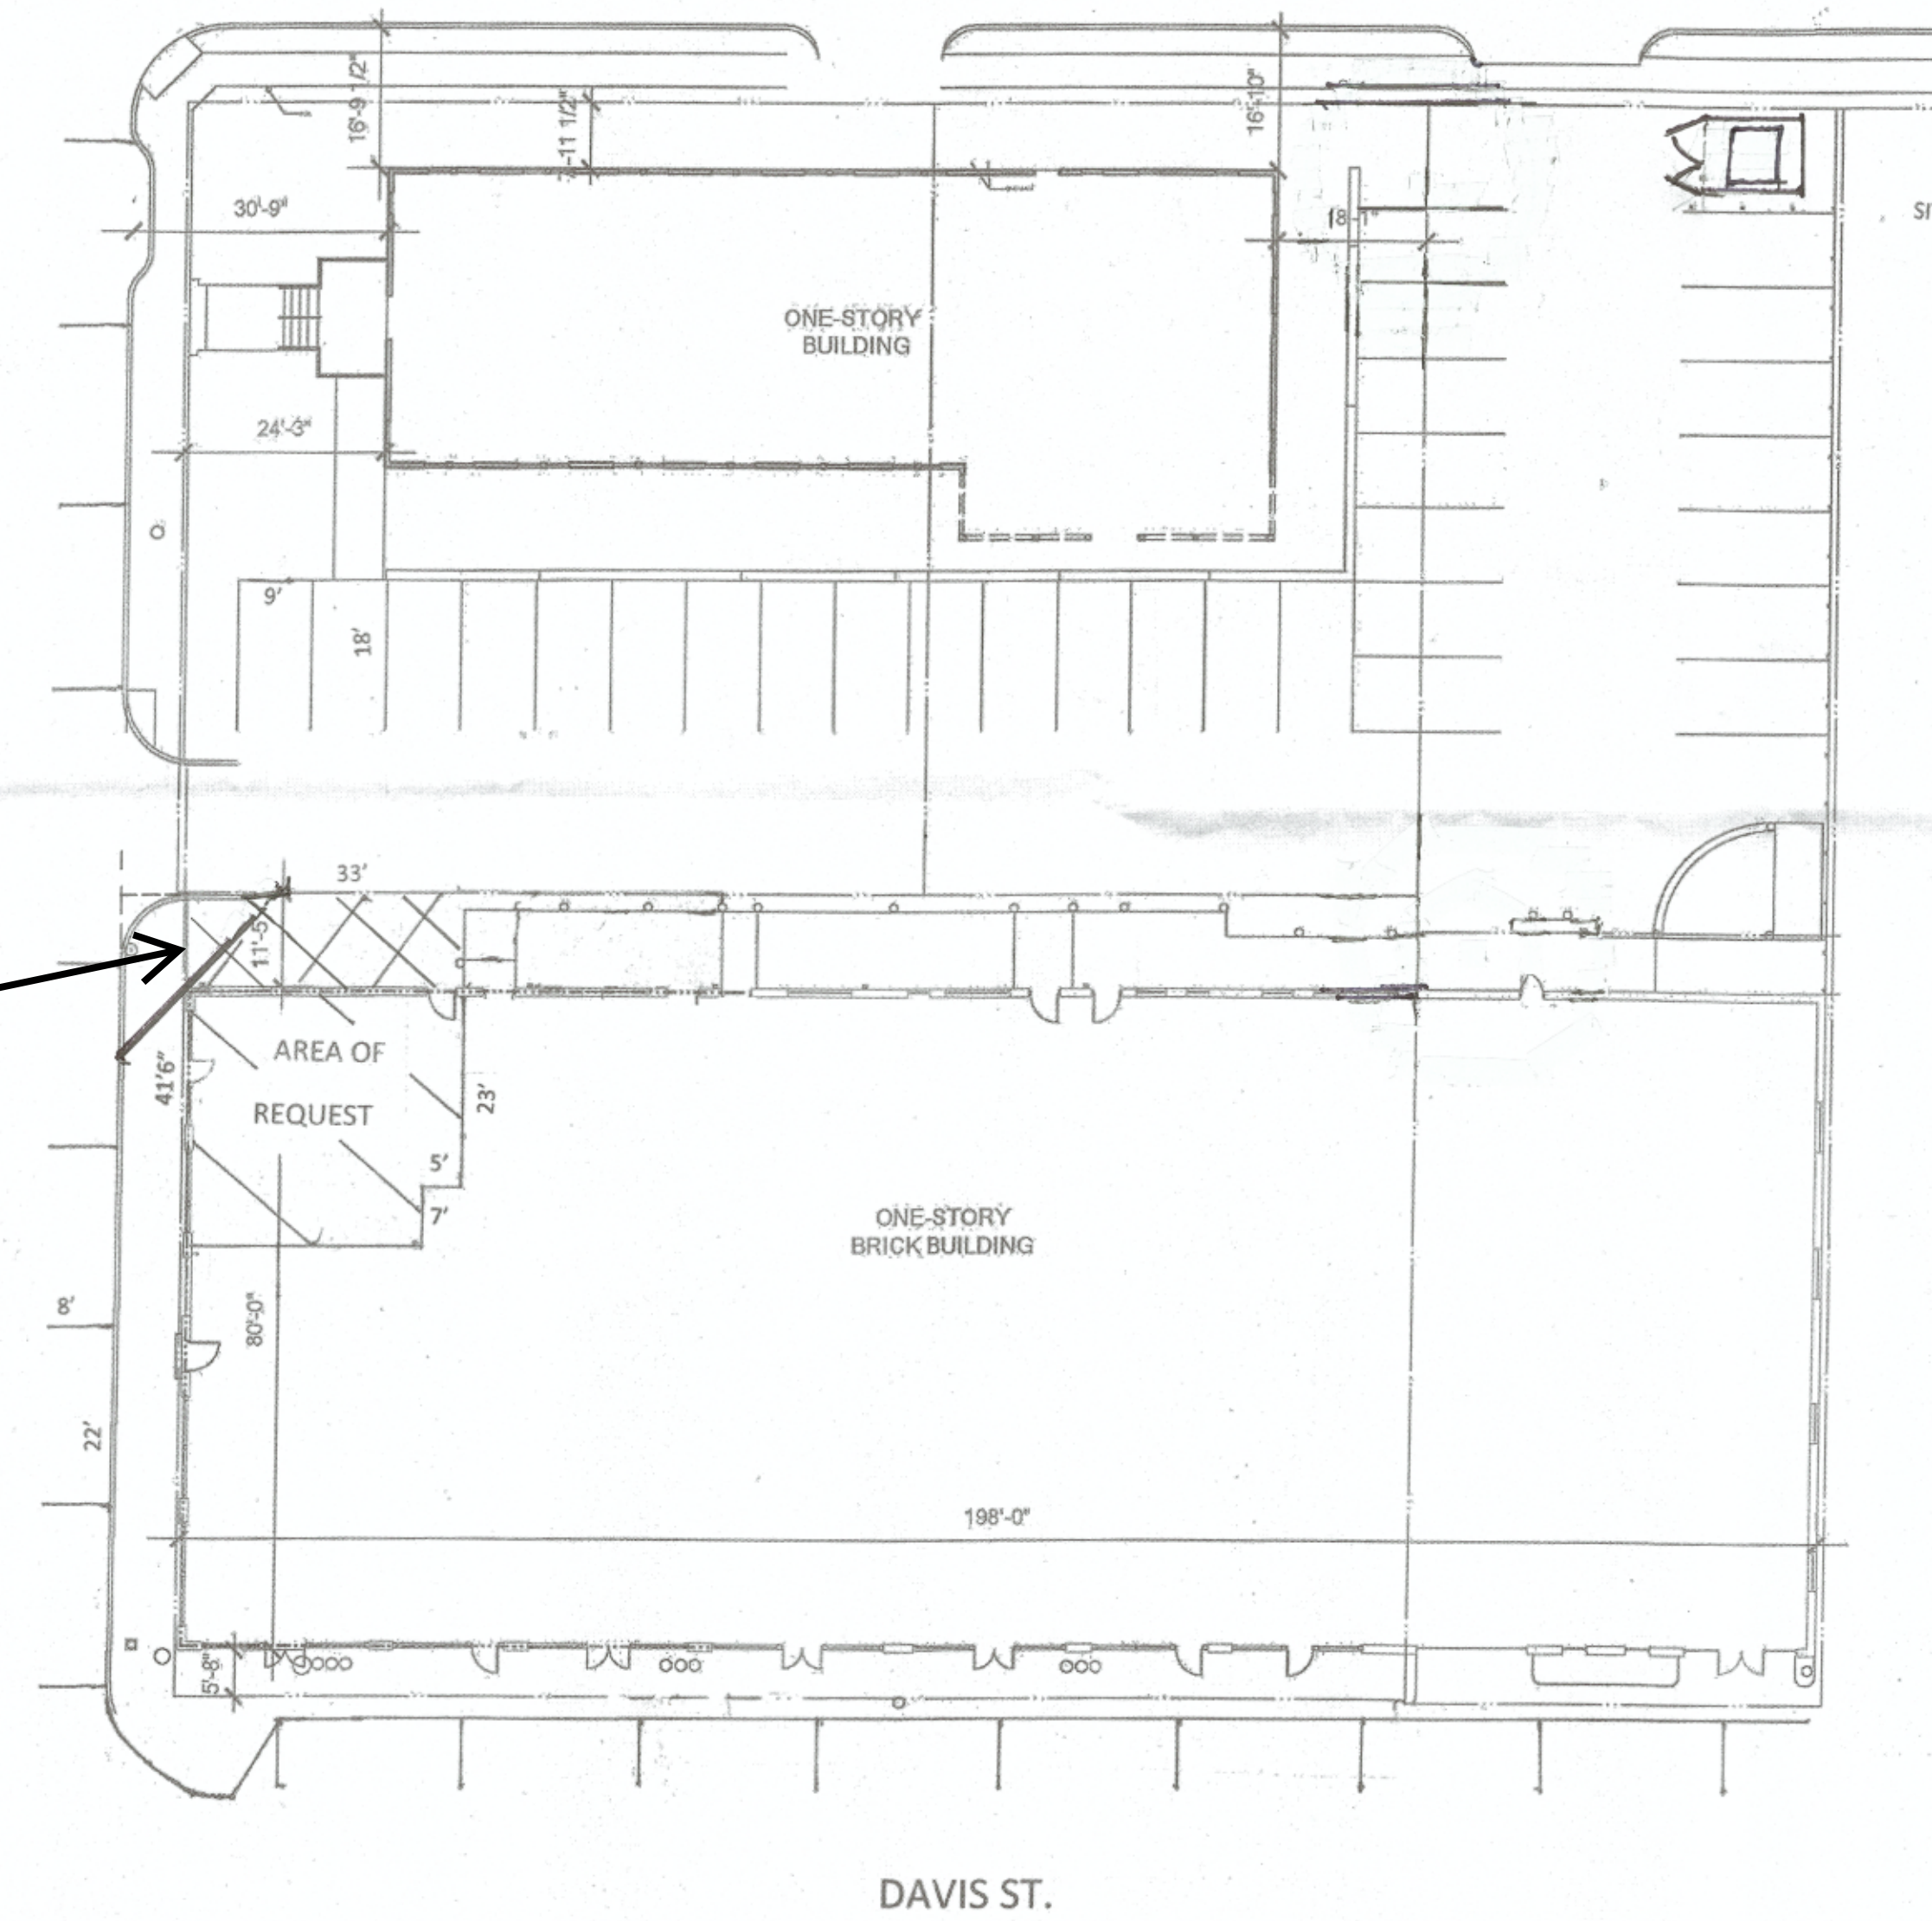 16'-9 1/2"
7'-11 1/2"
16'-10"
30'-9"
18'-1"
ONE-STORY
BUILDING
24'-3"
9'
18'
33'
11'-5"
AREA OF
REQUEST
41'6"
23'
5'
7'
ONE-STORY
BRICK BUILDING
80'-0"
8'
22'
198'-0"
5'-8"
DAVIS ST.